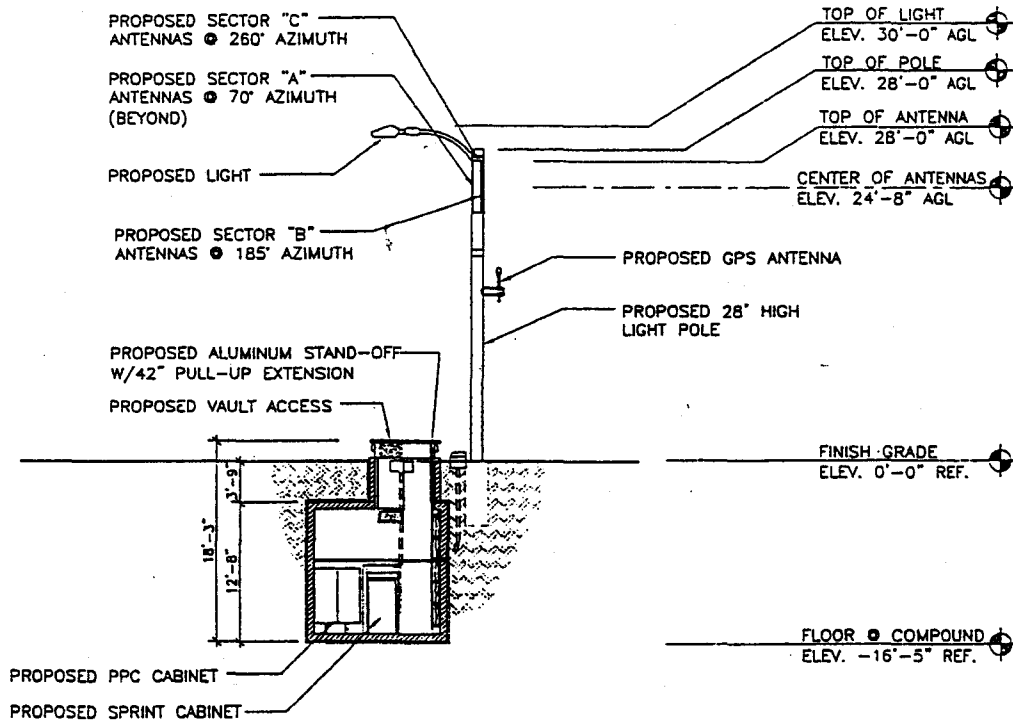 PROPOSED SECTOR "C"
ANTENNAS @ 260° AZIMUTH
PROPOSED SECTOR "A"
ANTENNAS @ 70° AZIMUTH
(BEYOND)
PROPOSED LIGHT
PROPOSED SECTOR "B"
ANTENNAS @ 185° AZIMUTH
TOP OF LIGHT
ELEV. 30'-0" AGL
TOP OF POLE
ELEV. 28'-0" AGL
TOP OF ANTENNA
ELEV. 28'-0" AGL
CENTER OF ANTENNAS
ELEV. 24'-8" AGL
PROPOSED GPS ANTENNA
PROPOSED 28' HIGH
LIGHT POLE
PROPOSED ALUMINUM STAND-OFF
W/42" PULL-UP EXTENSION
PROPOSED VAULT ACCESS
FINISH GRADE
ELEV. 0'-0" REF.
3'-9"
18'-3"
12'-8"
FLOOR @ COMPOUND
ELEV. -16'-5" REF.
PROPOSED PPC CABINET
PROPOSED SPRINT CABINET